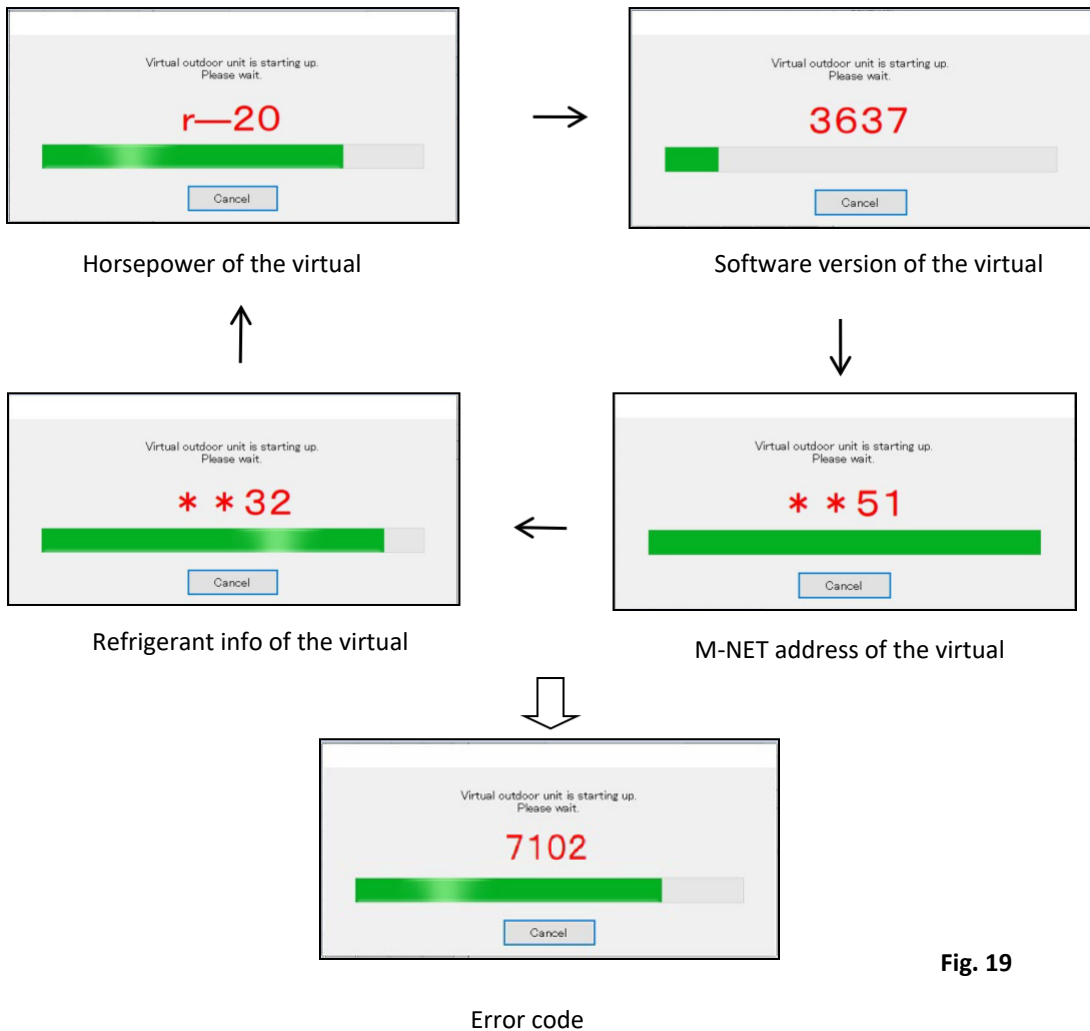 Virtual outdoor unit is starting up.
Please wait.
r—20
Cancel
Horsepower of the virtual
Virtual outdoor unit is starting up.
Please wait.
3637
Cancel
Software version of the virtual
Virtual outdoor unit is starting up.
Please wait.
**32
Cancel
Refrigerant info of the virtual
Virtual outdoor unit is starting up.
Please wait.
**51
Cancel
M-NET address of the virtual
Virtual outdoor unit is starting up.
Please wait.
7102
Cancel
Fig. 19
Error code